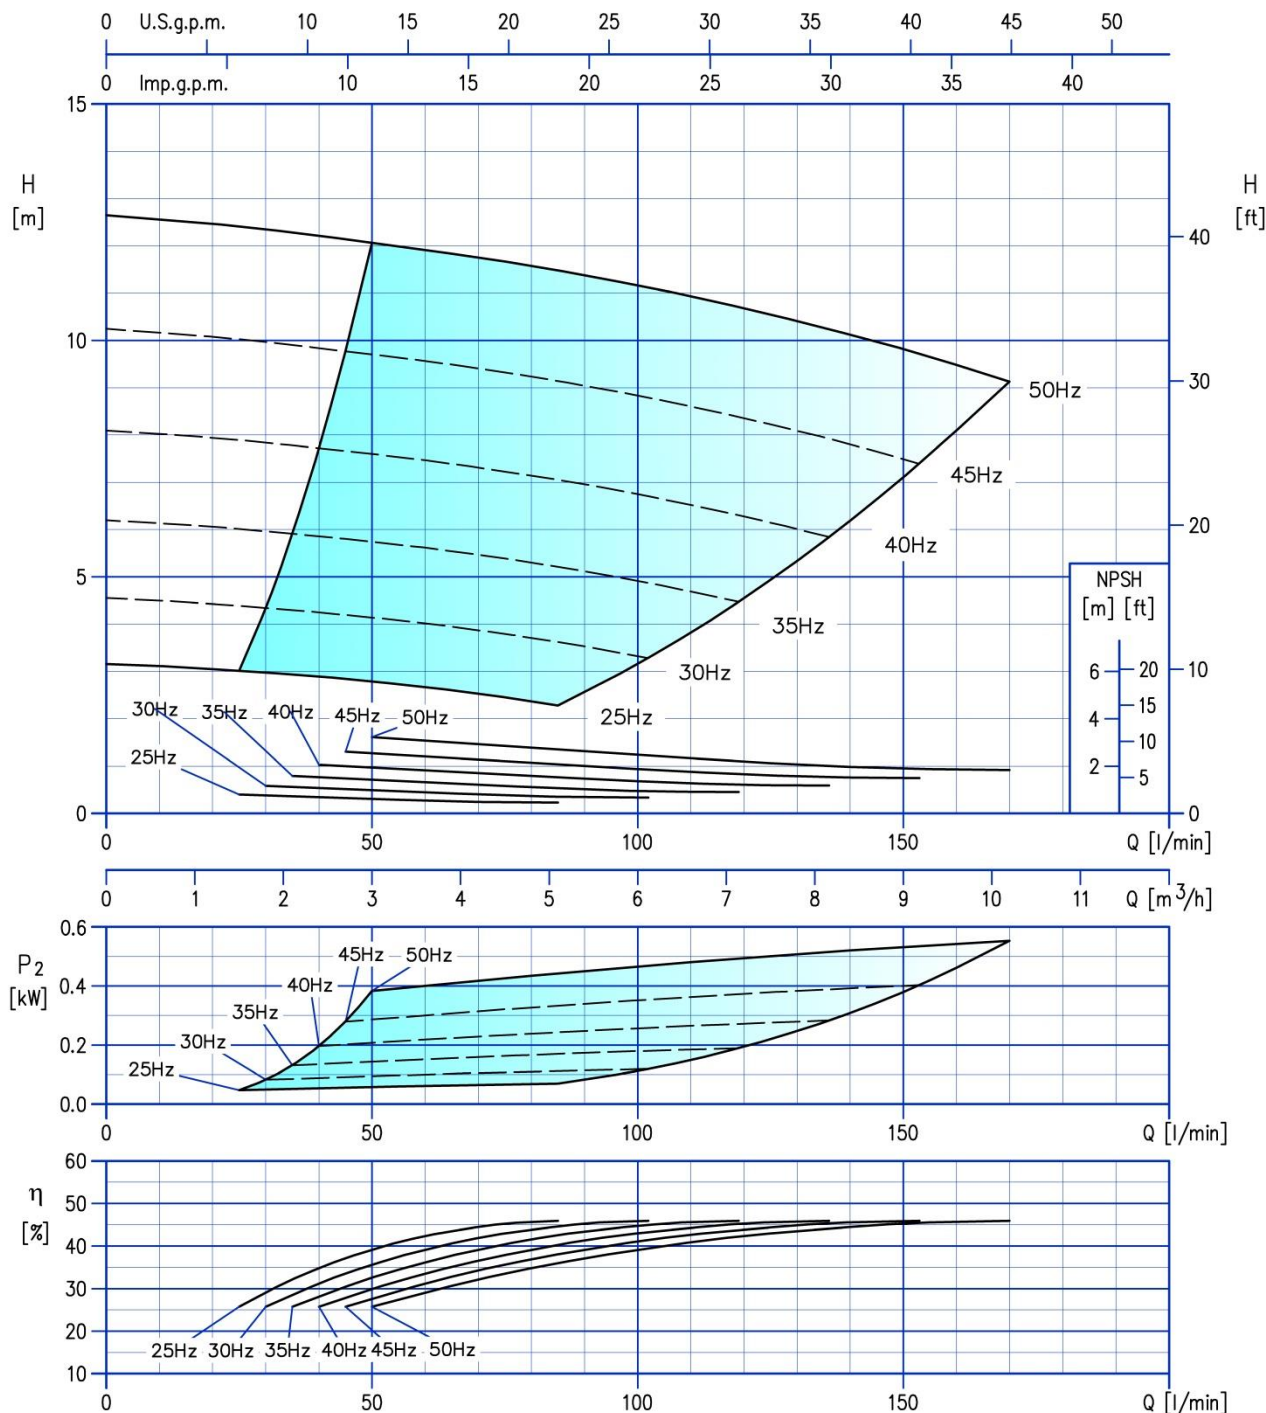 0 U.S.g.p.m. 10 15 20 25 30 35 40 45 50
0 Imp.g.p.m. 10 15 20 25 30 35 40
15
H
[m]
H
[ft]
40
10
30
50Hz
45Hz
20
40Hz
5
NPSH
[m] [ft]
35Hz
30Hz
6 20
10
25Hz
30Hz 35Hz 40Hz 45Hz 50Hz
15
4
10
25Hz
2
5
0
0
0 50 100 150 Q [l/min]
0 1 2 3 4 5 6 7 8 9 10 11 Q [m³/h]
0.6
P₂
[kW]
45Hz 50Hz
0.4
40Hz
35Hz
0.2
30Hz
25Hz
0.0
0 50 100 150 Q [l/min]
60
η
[%]
50
40
30
20
25Hz 30Hz 35Hz 40Hz 45Hz 50Hz
10
0 50 100 150 Q [l/min]